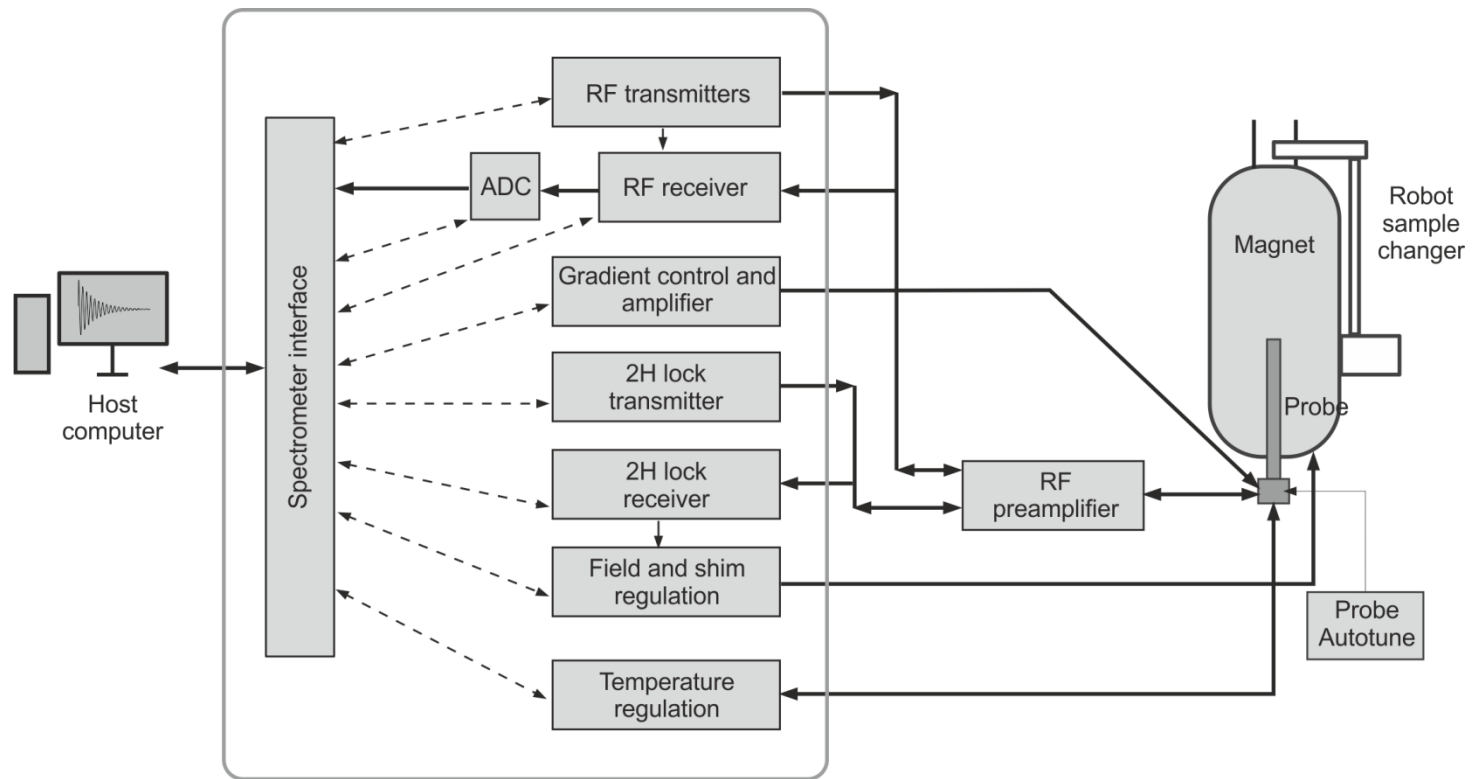 RF transmitters
ADC
RF receiver
Gradient control and
amplifier
2H lock
transmitter
2H lock
receiver
Field and shim
regulation
Temperature
regulation
Spectrometer interface
Host
computer
RF
preamplifier
Magnet
Probe
Robot
sample
changer
Probe
Autotune